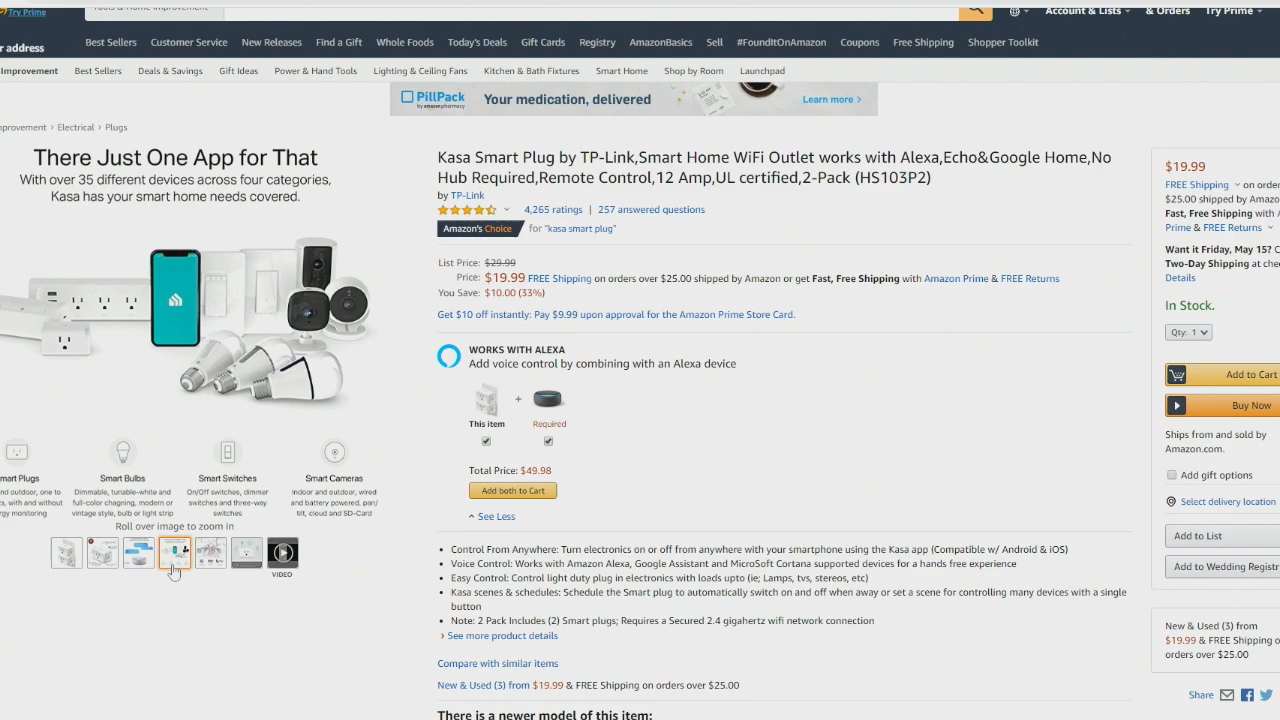 Try Prime
Tools & Home Improvement
Account & Lists
& Orders
Try Prime
r address
Best Sellers Customer Service New Releases Find a Gift Whole Foods Today's Deals Gift Cards Registry AmazonBasics Sell #FoundItOnAmazon Coupons Free Shipping Shopper Toolkit
Improvement Best Sellers Deals & Savings Gift Ideas Power & Hand Tools Lighting & Ceiling Fans Kitchen & Bath Fixtures Smart Home Shop by Room Launchpad
PillPack
by amazon pharmacy
Your medication, delivered
Learn more >
mprovement › Electrical › Plugs
There Just One App for That
With over 35 different devices across four categories,
Kasa has your smart home needs covered.
mart Plugs
nd outdoor, one to
s, with and without
rgy monitoring
Smart Bulbs
Dimmable, tunable-white and
full-color chagning, modern or
vintage style, bulb or light strip
Smart Switches
On/Off switches, dimmer
switches and three-way
switches
Smart Cameras
Indoor and outdoor, wired
and battery powered, pan/
tilt, cloud and SD-Card
Roll over image to zoom in
VIDEO
Kasa Smart Plug by TP-Link,Smart Home WiFi Outlet works with Alexa,Echo&Google Home,No
Hub Required,Remote Control,12 Amp,UL certified,2-Pack (HS103P2)
by TP-Link
4,265 ratings | 257 answered questions
Amazon's Choice for "kasa smart plug"
List Price: $29.99
Price: $19.99 FREE Shipping on orders over $25.00 shipped by Amazon or get Fast, Free Shipping with Amazon Prime & FREE Returns
You Save: $10.00 (33%)
Get $10 off instantly: Pay $9.99 upon approval for the Amazon Prime Store Card.
WORKS WITH ALEXA
Add voice control by combining with an Alexa device
+
This item Required
Total Price: $49.98
Add both to Cart
See Less
• Control From Anywhere: Turn electronics on or off from anywhere with your smartphone using the Kasa app (Compatible w/ Android & iOS)
• Voice Control: Works with Amazon Alexa, Google Assistant and MicroSoft Cortana supported devices for a hands free experience
• Easy Control: Control light duty plug in electronics with loads upto (ie; Lamps, tvs, stereos, etc)
• Kasa scenes & schedules: Schedule the Smart plug to automatically switch on and off when away or set a scene for controlling many devices with a single
button
• Note: 2 Pack Includes (2) Smart plugs; Requires a Secured 2.4 gigahertz wifi network connection
› See more product details
Compare with similar items
New & Used (3) from $19.99 & FREE Shipping on orders over $25.00
There is a newer model of this item:
$19.99
FREE Shipping on order
$25.00 shipped by Amazo
Fast, Free Shipping with A
Prime & FREE Returns
Want it Friday, May 15? C
Two-Day Shipping at che
Details
In Stock.
Qty: 1
Add to Cart
Buy Now
Ships from and sold by
Amazon.com.
Add gift options
Select delivery location
Add to List
Add to Wedding Registr
New & Used (3) from
$19.99 & FREE Shipping o
orders over $25.00
Share